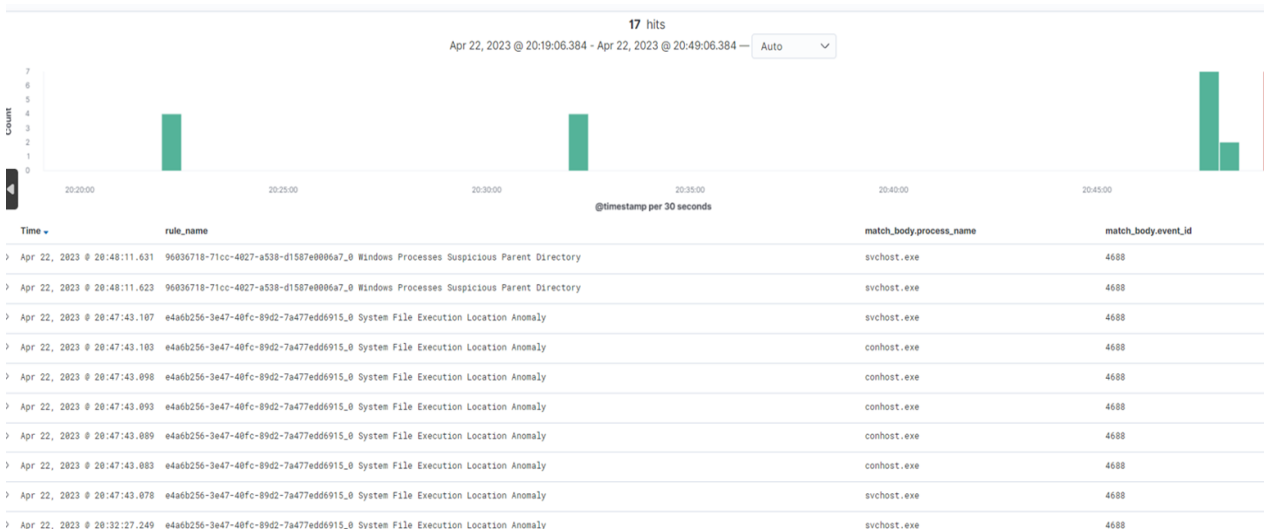 17 hits
Apr 22, 2023 @ 20:19:06.384 - Apr 22, 2023 @ 20:49:06.384 — Auto
7
6
5
4
3
2
1
0
Count
20:20:00 20:25:00 20:30:00 20:35:00 20:40:00 20:45:00
@timestamp per 30 seconds
Time rule_name match_body.process_name match_body.event_id
Apr 22, 2023 @ 20:48:11.631 96036718-71cc-4027-a538-d1587e0006a7_0 Windows Processes Suspicious Parent Directory svchost.exe 4688
Apr 22, 2023 @ 20:48:11.623 96036718-71cc-4027-a538-d1587e0006a7_0 Windows Processes Suspicious Parent Directory svchost.exe 4688
Apr 22, 2023 @ 20:47:43.107 e4a6b256-3e47-40fc-89d2-7a477edd6915_0 System File Execution Location Anomaly svchost.exe 4688
Apr 22, 2023 @ 20:47:43.103 e4a6b256-3e47-40fc-89d2-7a477edd6915_0 System File Execution Location Anomaly conhost.exe 4688
Apr 22, 2023 @ 20:47:43.098 e4a6b256-3e47-40fc-89d2-7a477edd6915_0 System File Execution Location Anomaly conhost.exe 4688
Apr 22, 2023 @ 20:47:43.093 e4a6b256-3e47-40fc-89d2-7a477edd6915_0 System File Execution Location Anomaly conhost.exe 4688
Apr 22, 2023 @ 20:47:43.089 e4a6b256-3e47-40fc-89d2-7a477edd6915_0 System File Execution Location Anomaly conhost.exe 4688
Apr 22, 2023 @ 20:47:43.083 e4a6b256-3e47-40fc-89d2-7a477edd6915_0 System File Execution Location Anomaly conhost.exe 4688
Apr 22, 2023 @ 20:47:43.078 e4a6b256-3e47-40fc-89d2-7a477edd6915_0 System File Execution Location Anomaly svchost.exe 4688
Apr 22, 2023 @ 20:32:27.249 e4a6b256-3e47-40fc-89d2-7a477edd6915_0 System File Execution Location Anomaly svchost.exe 4688